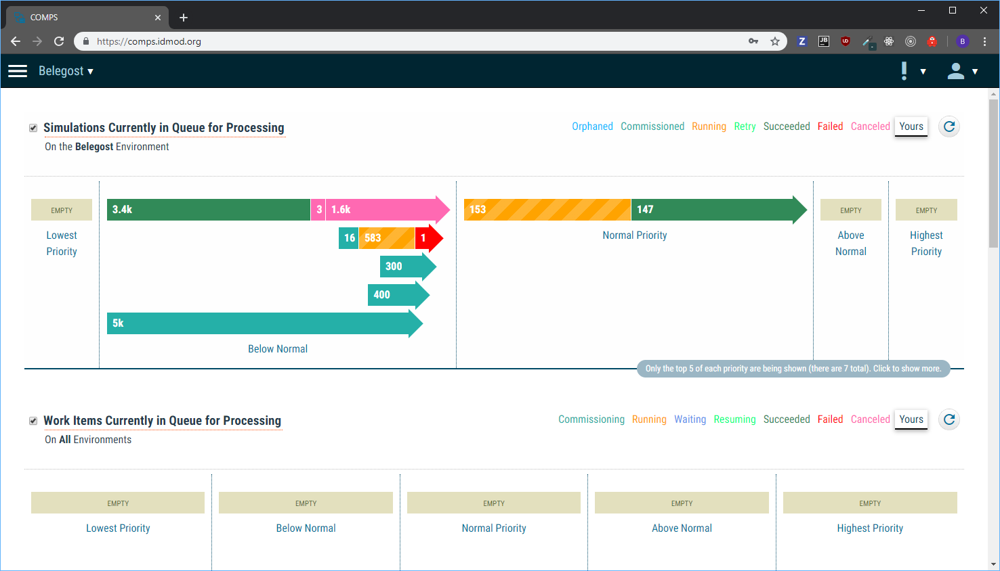 COMPS
https://comps.idmod.org
Z
JB
UD
B
Belegost
Simulations Currently in Queue for Processing
Orphaned Commissioned Running Retry Succeeded Failed Canceled Yours
On the Belegost Environment
EMPTY
3.4k 3 1.6k
153 147
EMPTY
EMPTY
Lowest
Priority
16 583 1
300
400
5k
Below Normal
Normal Priority
Above
Normal
Highest
Priority
Only the top 5 of each priority are being shown (there are 7 total). Click to show more.
Work Items Currently in Queue for Processing
Commissioning Running Waiting Resuming Succeeded Failed Canceled Yours
On All Environments
EMPTY EMPTY EMPTY EMPTY EMPTY
Lowest Priority Below Normal Normal Priority Above Normal Highest Priority